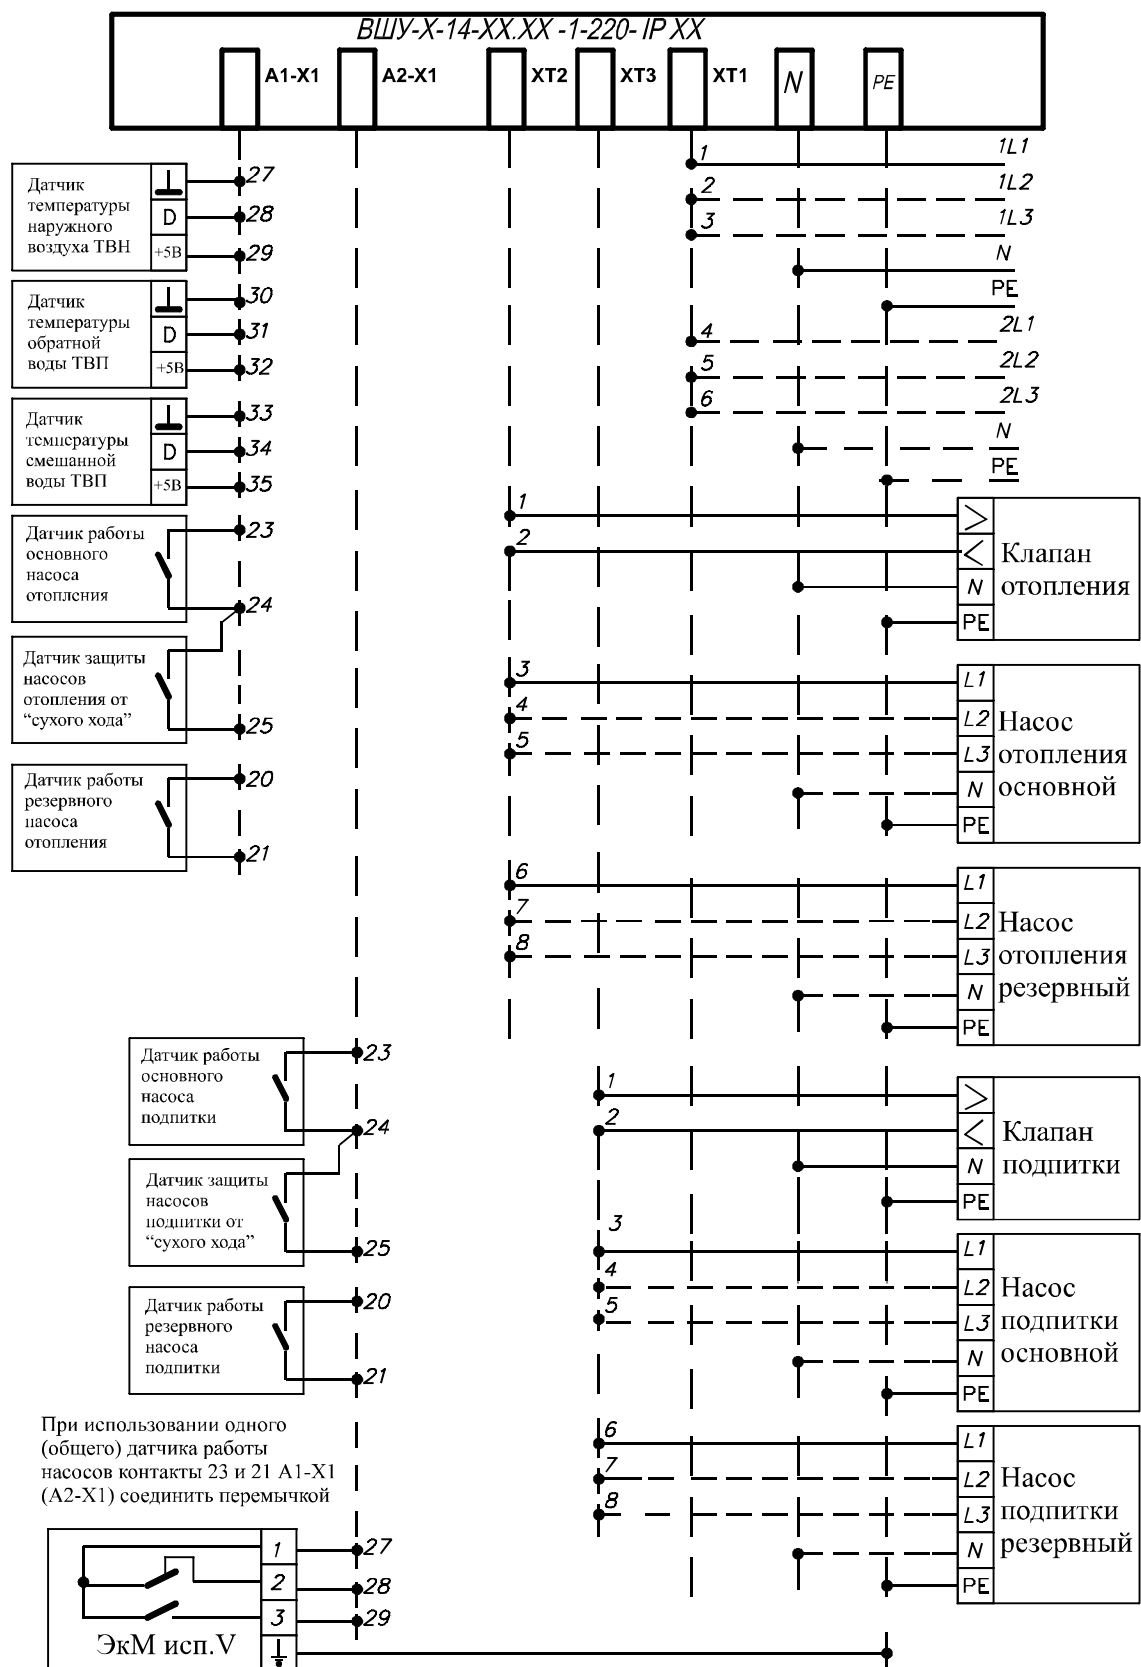 ВШУ-Х-14-ХХ.ХХ -1-220- IP ХХ
A1-X1
A2-X1
XT2
XT3
XT1
N
PE
1 1L1
2 1L2
3 1L3
N
PE
4 2L1
5 2L2
6 2L3
N
PE
Датчик
температуры
наружного
воздуха ТВН
D
+5В
27
28
29
Датчик
температуры
обратной
воды ТВП
D
+5В
30
31
32
Датчик
температуры
смешанной
воды ТВП
D
+5В
33
34
35
Датчик работы
основного
насоса
отопления
23
24
Датчик защиты
насосов
отопления от
“сухого хода”
25
Датчик работы
резервного
насоса
отопления
20
21
1
2
>
<
N
PE
Клапан
отопления
3
4
5
L1
L2
L3
N
PE
Насос
отопления
основной
6
7
8
L1
L2
L3
N
PE
Насос
отопления
резервный
Датчик работы
основного
насоса
подпитки
23
24
Датчик защиты
насосов
подпитки от
“сухого хода”
25
Датчик работы
резервного
насоса
подпитки
20
21
1
2
>
<
N
PE
Клапан
подпитки
3
4
5
L1
L2
L3
N
PE
Насос
подпитки
основной
6
7
8
L1
L2
L3
N
PE
Насос
подпитки
резервный
При использовании одного
(общего) датчика работы
насосов контакты 23 и 21 А1-Х1
(А2-Х1) соединить перемычкой
1
2
3
27
28
29
ЭкМ исп.V